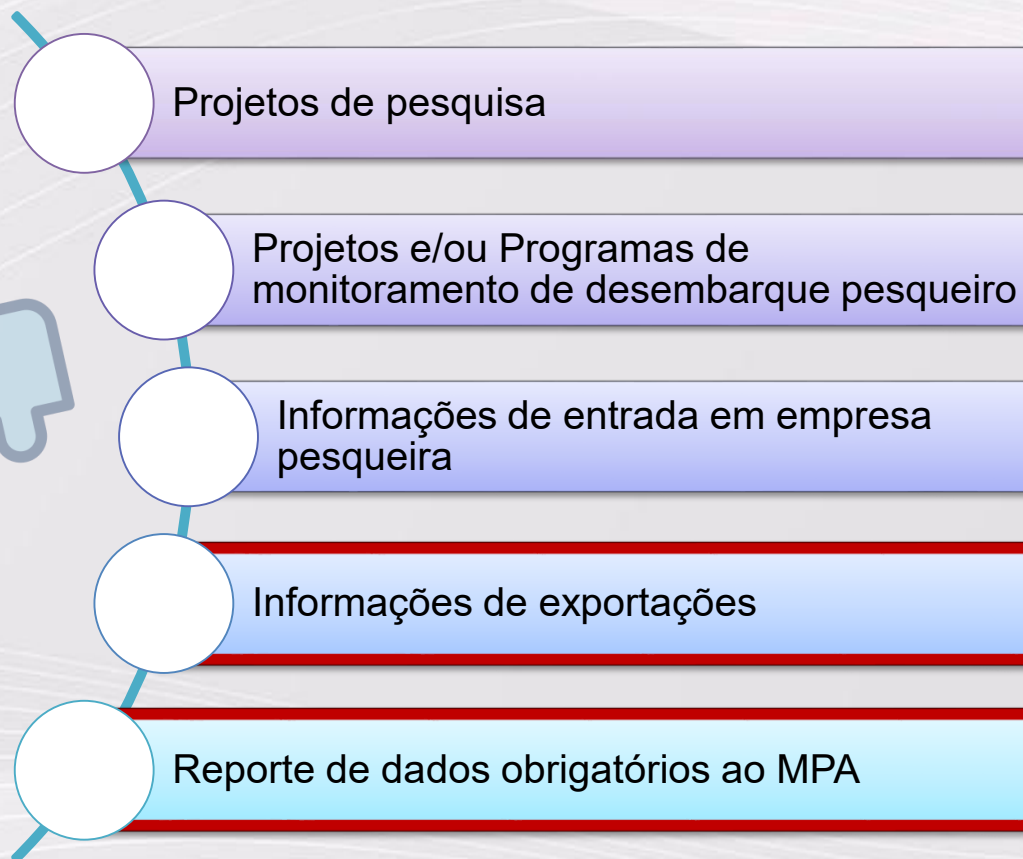 Projetos de pesquisa
Projetos e/ou Programas de
monitoramento de desembarque pesqueiro
Informações de entrada em empresa
pesqueira
Informações de exportações
Reporte de dados obrigatórios ao MPA